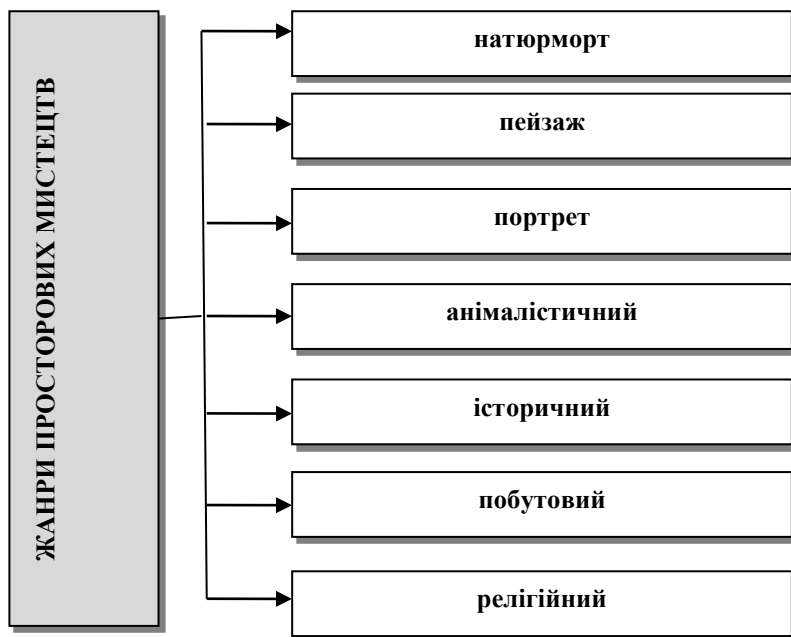 ЖАНРИ ПРОСТОРОВИХ МИСТЕЦТВ
натюрморт
пейзаж
портрет
анімалістичний
історичний
побутовий
релігійний